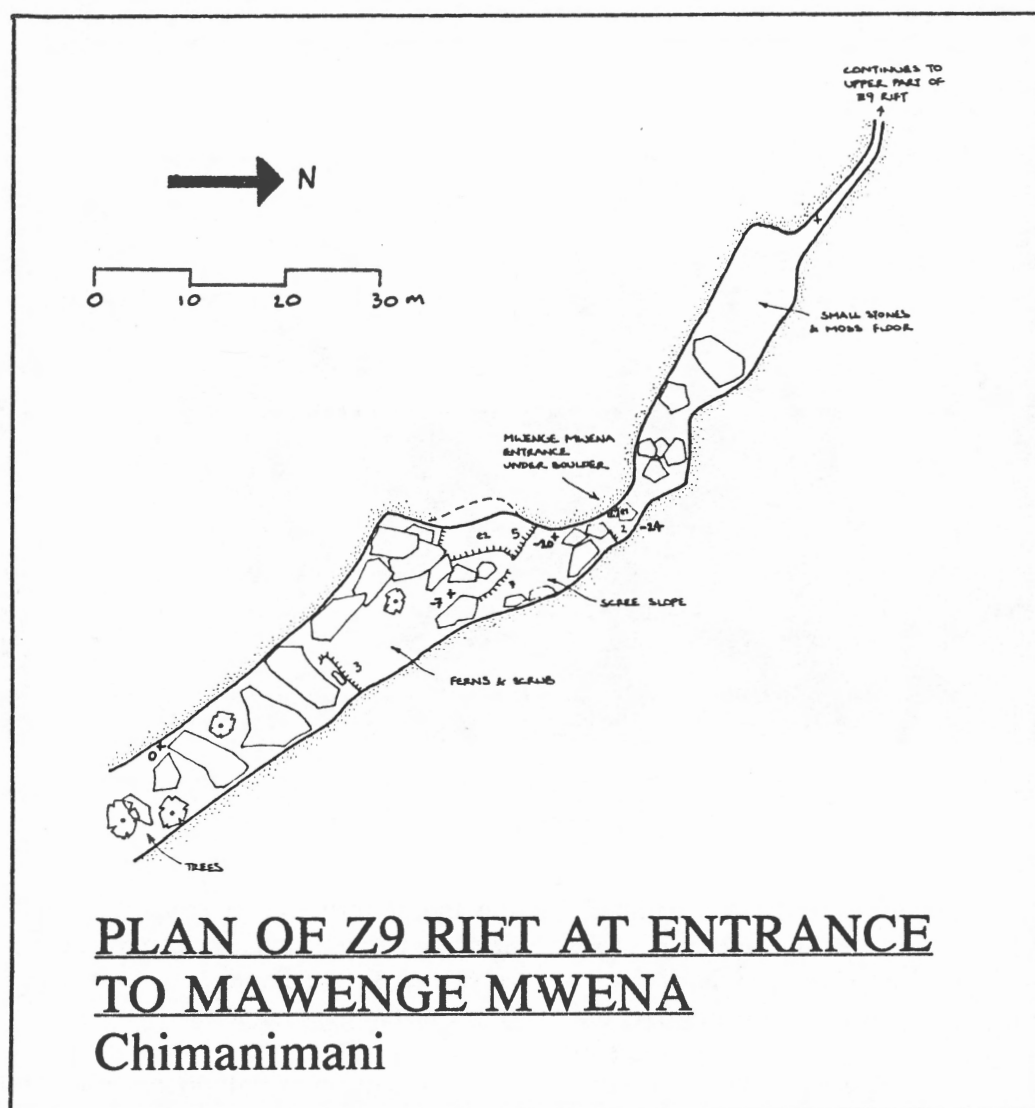 CONTINUES TO
UPPER PART OF
Z9 RIFT
N
0 10 20 30 M
SMALL STONES
& MOSS FLOOR
MWENGE MWENA
ENTRANCE
UNDER BOULDER
e2
5
-20
2
-24
-7
SCREE SLOPE
3
FERNS & SCRUB
0
TREES
PLAN OF Z9 RIFT AT ENTRANCE
TO MAWENGE MWENA
Chimanimani